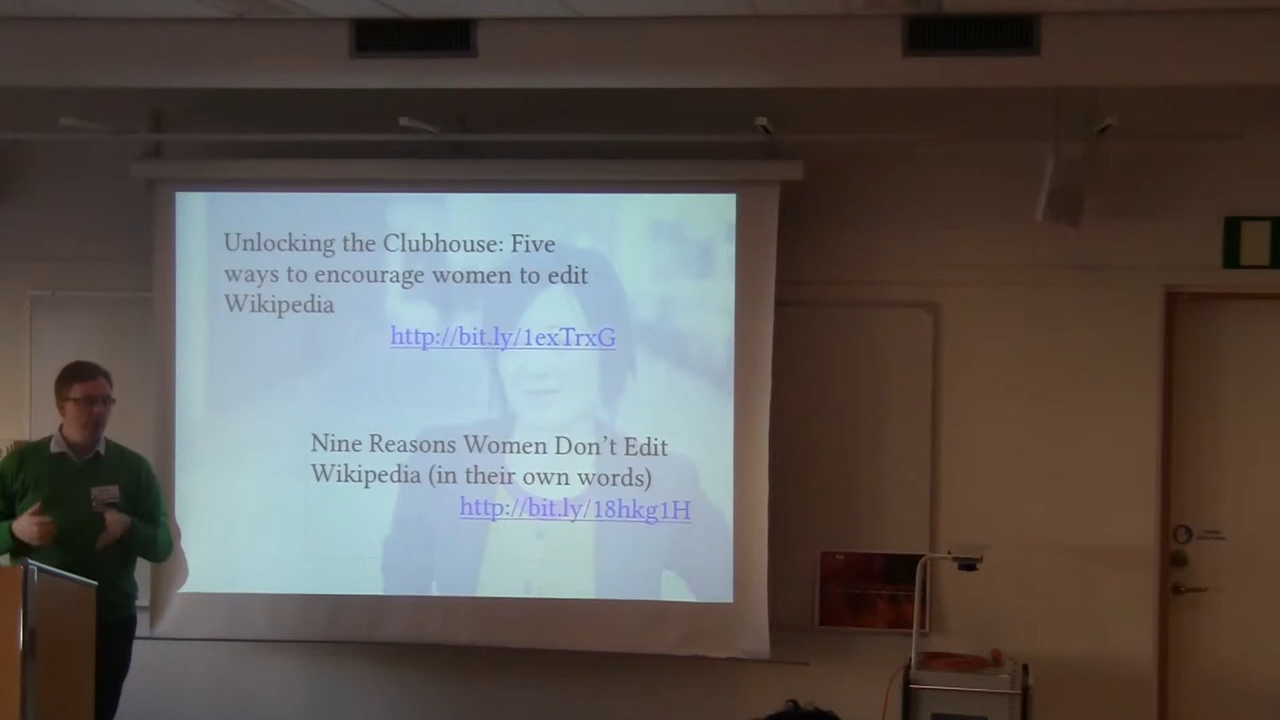 Unlocking the Clubhouse: Five
ways to encourage women to edit
Wikipedia
http://bit.ly/1exTrxG
Nine Reasons Women Don't Edit
Wikipedia (in their own words)
http://bit.ly/18hkg1H